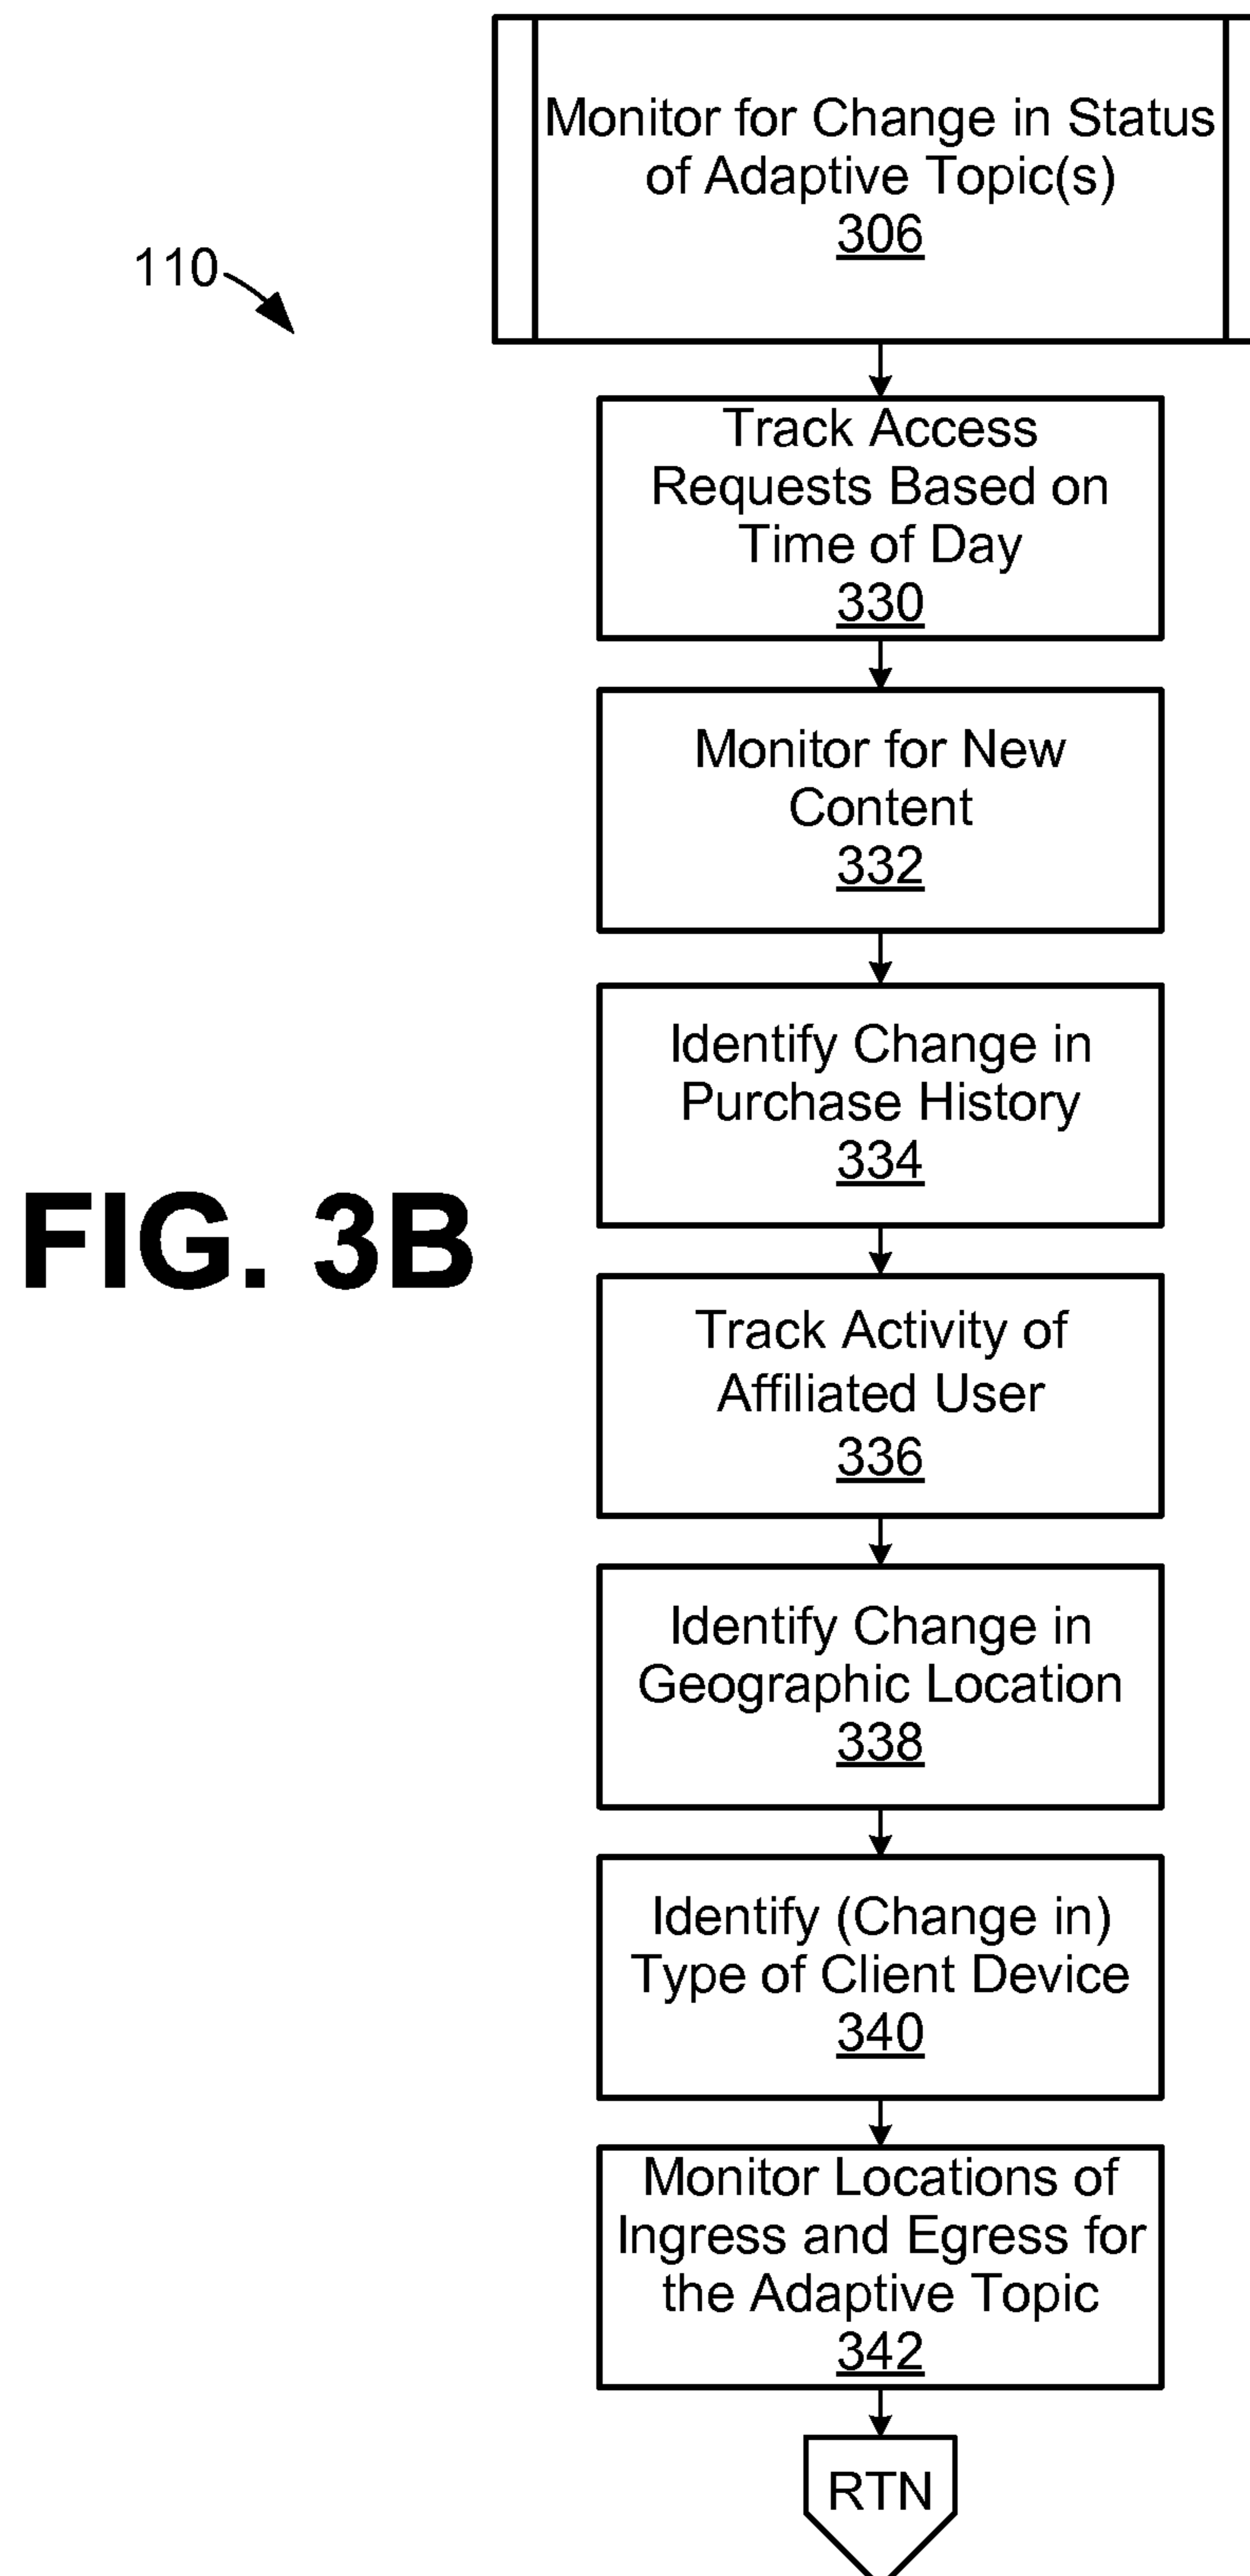 Monitor for Change in Status
of Adaptive Topic(s)
306
110
Track Access
Requests Based on
Time of Day
330
Monitor for New
Content
332
Identify Change in
Purchase History
334
FIG. 3B
Track Activity of
Affiliated User
336
Identify Change in
Geographic Location
338
Identify (Change in)
Type of Client Device
340
Monitor Locations of
Ingress and Egress for
the Adaptive Topic
342
RTN